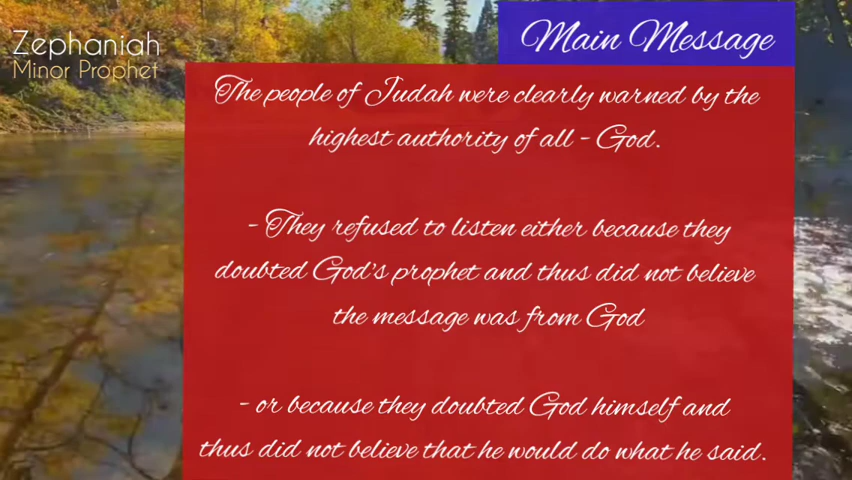 Zephaniah
Minor Prophet
Main Message
The people of Judah were clearly warned by the
highest authority of all - God.
- They refused to listen either because they
doubted God's prophet and thus did not believe
the message was from God
- or because they doubted God himself and
thus did not believe that he would do what he said.